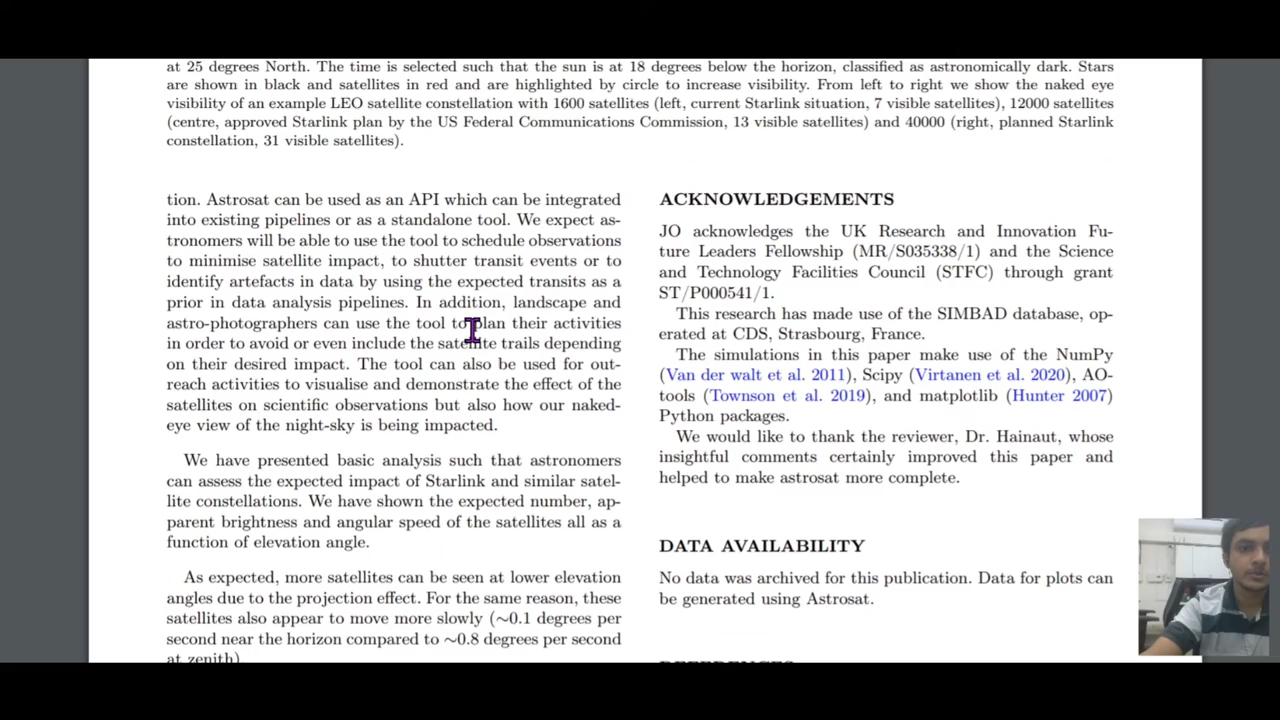 at 25 degrees North. The time is selected such that the sun is at 18 degrees below the horizon, classified as astronomically dark. Stars
are shown in black and satellites in red and are highlighted by circle to increase visibility. From left to right we show the naked eye
visibility of an example LEO satellite constellation with 1600 satellites (left, current Starlink situation, 7 visible satellites), 12000 satellites
(centre, approved Starlink plan by the US Federal Communications Commission, 13 visible satellites) and 40000 (right, planned Starlink
constellation, 31 visible satellites).
tion. Astrosat can be used as an API which can be integrated
into existing pipelines or as a standalone tool. We expect as-
tronomers will be able to use the tool to schedule observations
to minimise satellite impact, to shutter transit events or to
identify artefacts in data by using the expected transits as a
prior in data analysis pipelines. In addition, landscape and
astro-photographers can use the tool to plan their activities
in order to avoid or even include the satellite trails depending
on their desired impact. The tool can also be used for out-
reach activities to visualise and demonstrate the effect of the
satellites on scientific observations but also how our naked-
eye view of the night-sky is being impacted.
We have presented basic analysis such that astronomers
can assess the expected impact of Starlink and similar satel-
lite constellations. We have shown the expected number, ap-
parent brightness and angular speed of the satellites all as a
function of elevation angle.
As expected, more satellites can be seen at lower elevation
angles due to the projection effect. For the same reason, these
satellites also appear to move more slowly (~0.1 degrees per
second near the horizon compared to ~0.8 degrees per second
at zenith)
ACKNOWLEDGEMENTS
JO acknowledges the UK Research and Innovation Fu-
ture Leaders Fellowship (MR/S035338/1) and the Science
and Technology Facilities Council (STFC) through grant
ST/P000541/1.
This research has made use of the SIMBAD database, op-
erated at CDS, Strasbourg, France.
The simulations in this paper make use of the NumPy
(Van der walt et al. 2011), Scipy (Virtanen et al. 2020), AO-
tools (Townson et al. 2019), and matplotlib (Hunter 2007)
Python packages.
We would like to thank the reviewer, Dr. Hainaut, whose
insightful comments certainly improved this paper and
helped to make astrosat more complete.
DATA AVAILABILITY
No data was archived for this publication. Data for plots can
be generated using Astrosat.